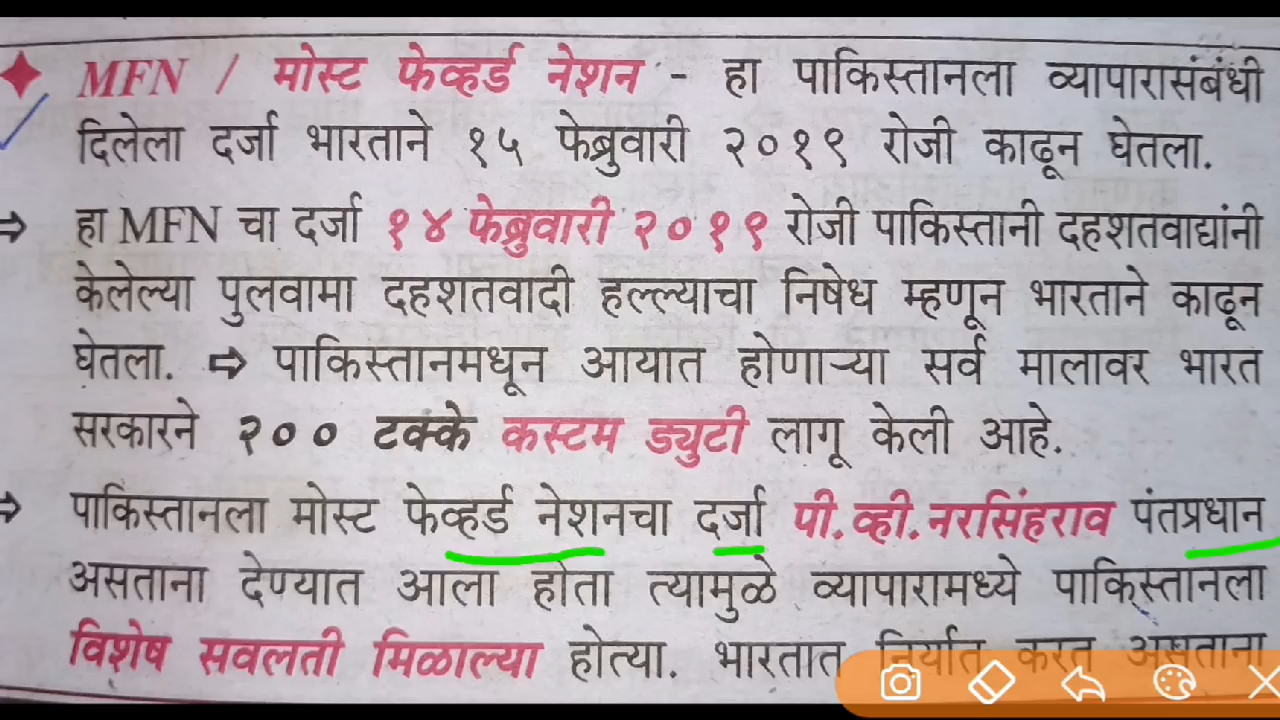 MFN / मोस्ट फेव्हर्ड नेशन - हा पाकिस्तानला व्यापारासंबंधी
दिलेला दर्जा भारताने १५ फेब्रुवारी २०१९ रोजी काढून घेतला.
⇒ हा MFN चा दर्जा १४ फेब्रुवारी २०१९ रोजी पाकिस्तानी दहशतवाद्यांनी
केलेल्या पुलवामा दहशतवादी हल्ल्याचा निषेध म्हणून भारताने काढून
घेतला. ⇒ पाकिस्तानमधून आयात होणाऱ्या सर्व मालावर भारत
सरकारने २०० टक्के कस्टम ड्युटी लागू केली आहे.
⇒ पाकिस्तानला मोस्ट फेव्हर्ड नेशनचा दर्जा पी.व्ही.नरसिंहराव पंतप्रधान
असताना देण्यात आला होता त्यामुळे व्यापारामध्ये पाकिस्तानला
विशेष सवलती मिळाल्या होत्या. भारतात निर्यात करत असताना